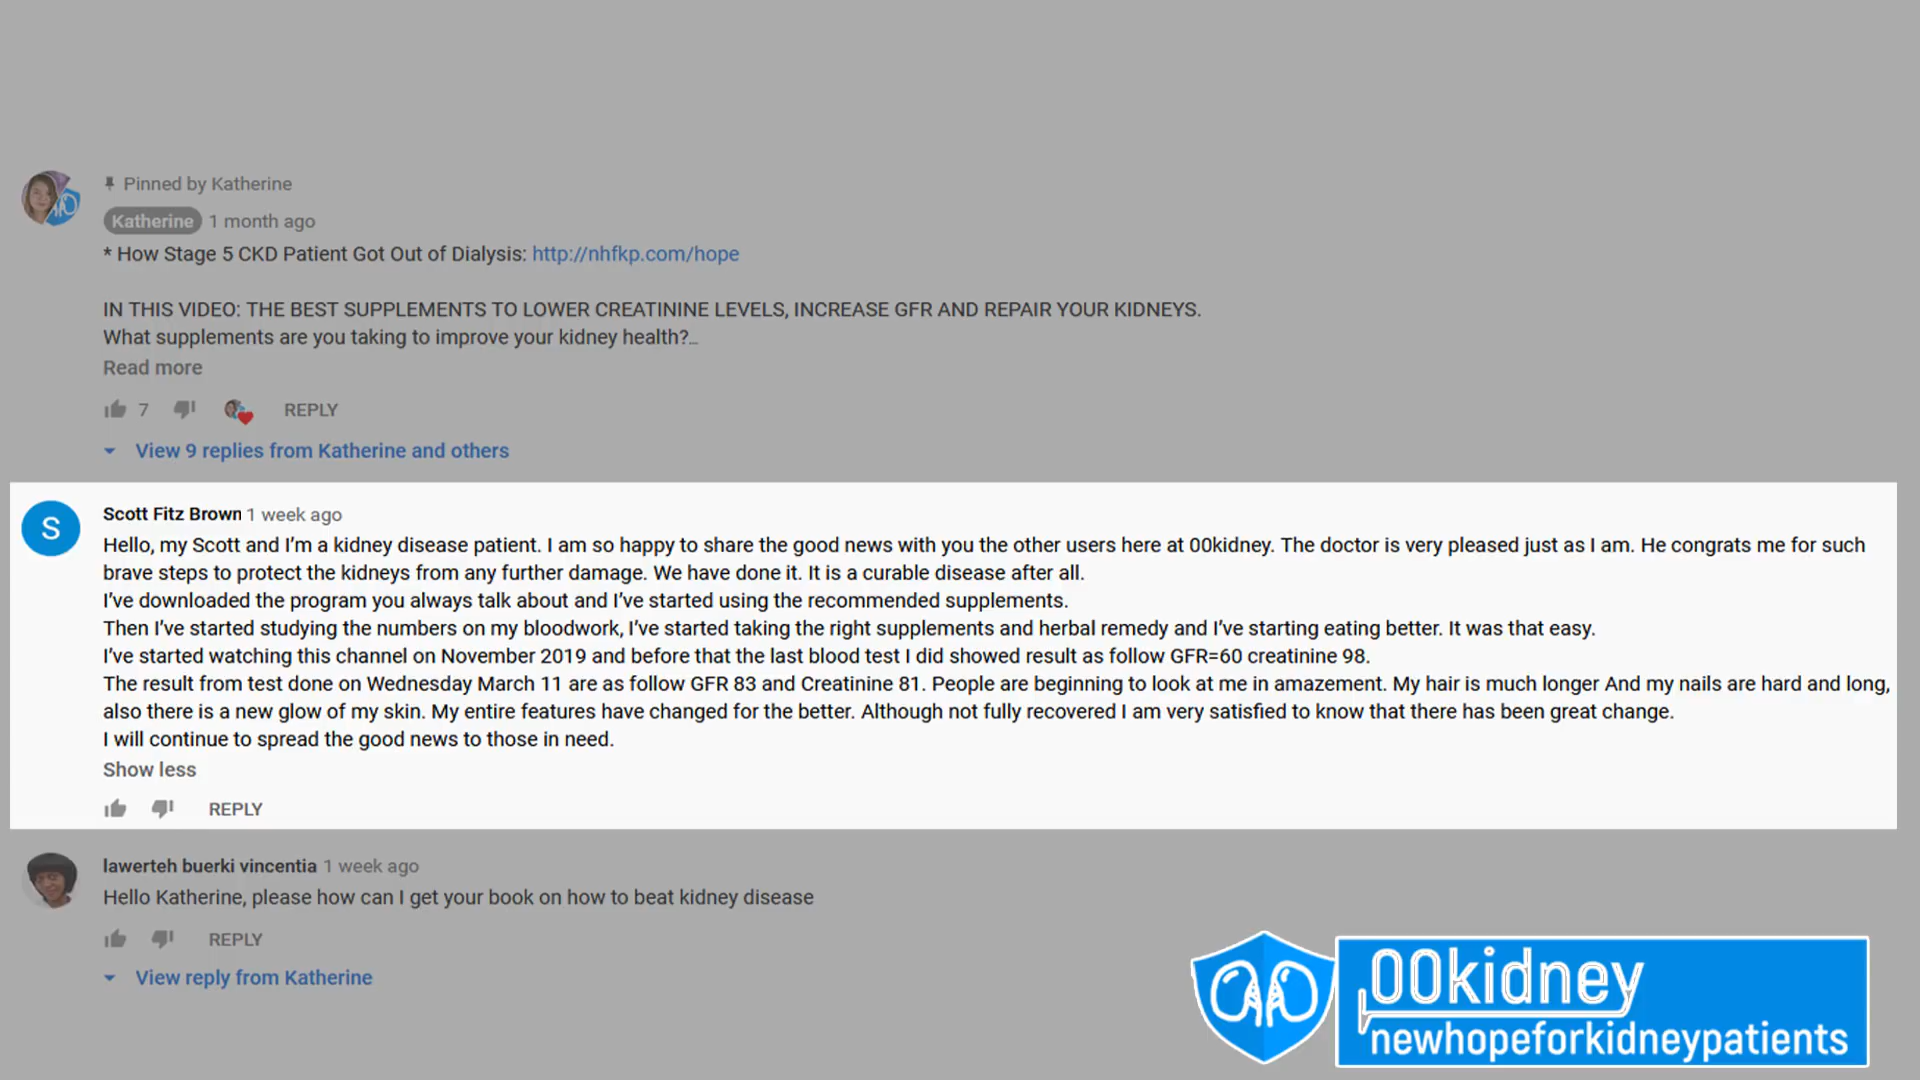 Pinned by Katherine
Katherine 1 month ago
* How Stage 5 CKD Patient Got Out of Dialysis: http://nhfkp.com/hope
IN THIS VIDEO: THE BEST SUPPLEMENTS TO LOWER CREATININE LEVELS, INCREASE GFR AND REPAIR YOUR KIDNEYS.
What supplements are you taking to improve your kidney health?...
Read more
7 REPLY
View 9 replies from Katherine and others
S
Scott Fitz Brown 1 week ago
Hello, my Scott and I’m a kidney disease patient. I am so happy to share the good news with you the other users here at 00kidney. The doctor is very pleased just as I am. He congrats me for such
brave steps to protect the kidneys from any further damage. We have done it. It is a curable disease after all.
I’ve downloaded the program you always talk about and I’ve started using the recommended supplements.
Then I’ve started studying the numbers on my bloodwork, I’ve started taking the right supplements and herbal remedy and I’ve starting eating better. It was that easy.
I’ve started watching this channel on November 2019 and before that the last blood test I did showed result as follow GFR=60 creatinine 98.
The result from test done on Wednesday March 11 are as follow GFR 83 and Creatinine 81. People are beginning to look at me in amazement. My hair is much longer And my nails are hard and long,
also there is a new glow of my skin. My entire features have changed for the better. Although not fully recovered I am very satisfied to know that there has been great change.
I will continue to spread the good news to those in need.
Show less
REPLY
lawerteh buerki vincentia 1 week ago
Hello Katherine, please how can I get your book on how to beat kidney disease
REPLY
View reply from Katherine
00kidney
newhopeforkidneypatients